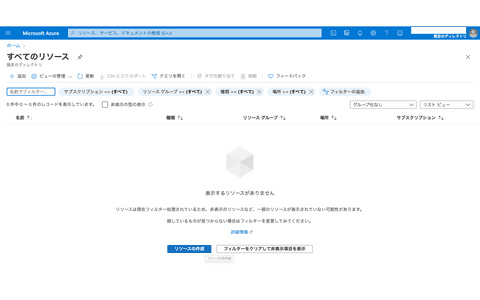 Microsoft Azure
リソース、サービス、ドキュメントの検索 (G+/)
既定のディレクトリ
ホーム
すべてのリソース
既定のディレクトリ
追加 ビューの管理 更新 CSV にエクスポート クエリを開く タグの割り当て 削除 フィードバック
名前でフィルター... サブスクリプション == (すべて) リソース グループ == (すべて) 種類 == (すべて) 場所 == (すべて) フィルターの追加
0 件中 0 ~ 0 件のレコードを表示しています。 非表示の型の表示 グループ化なし リスト ビュー
名前 種類 リソース グループ 場所 サブスクリプション
表示するリソースがありません
リソースは現在フィルター処理されているため、非表示のリソースなど、一部のリソースが表示されていない可能性があります。
探しているものが見つからない場合はフィルターを変更してみてください。
詳細情報
リソースの作成 フィルターをクリアして非表示項目を表示
リソースの作成